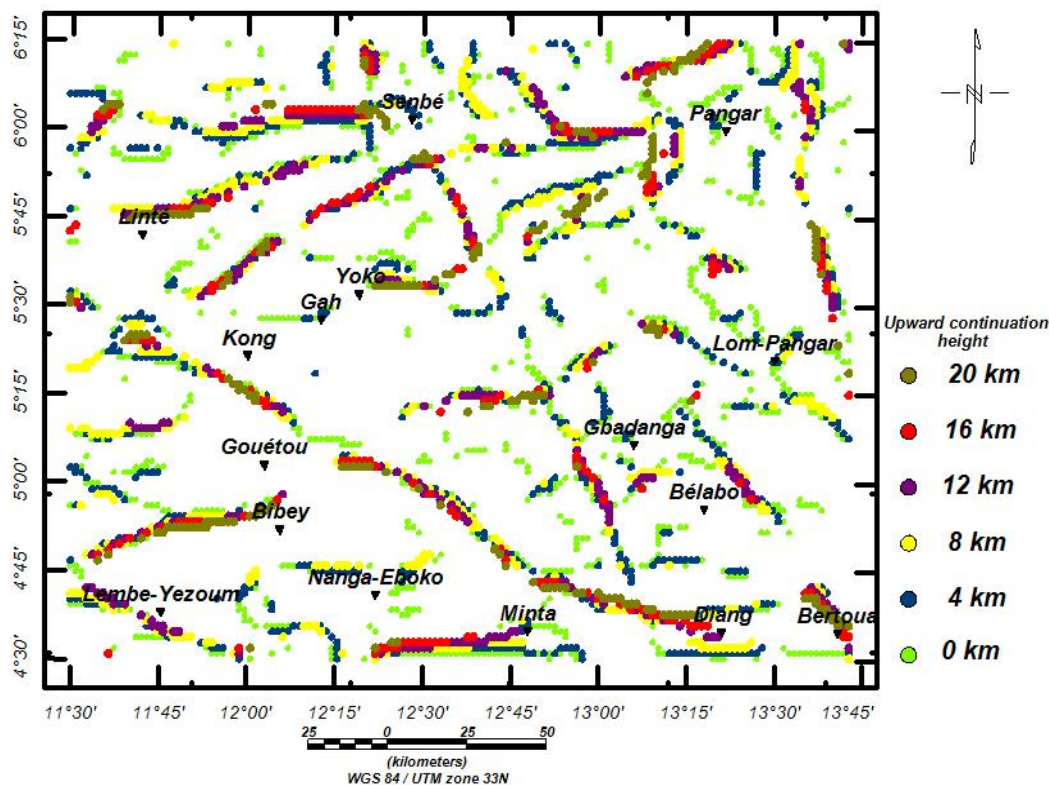 6°15'
6°00'
5°45'
5°30'
5°15'
5°00'
4°45'
4°30'
Senbé
Pangar
Linté
Yoko
Gah
Kong
Lom-Pangar
Gbadanga
Gouétou
Bélabo
Bibey
Nanga-Eboko
Lembe-Yezoum
Minta
Diang
Bertoua
11°30' 11°45' 12°00' 12°15' 12°30' 12°45' 13°00' 13°15' 13°30' 13°45'
25 0 25 50
(kilometers)
WGS 84 / UTM zone 33N
N
Upward continuation
height
20 km
16 km
12 km
8 km
4 km
0 km